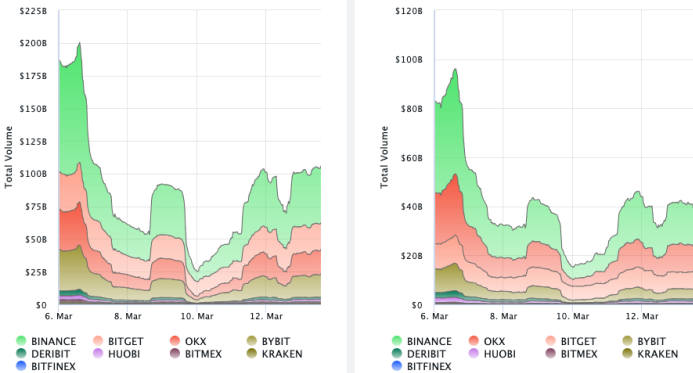 $225B
$200B
$175B
$150B
$125B
$100B
$75B
$50B
$25B
$0
Total Volume
6. Mar 8. Mar 10. Mar 12. Mar
BINANCE BITGET OKX BYBIT
DERIBIT HUOBI BITMEX KRAKEN
BITFINEX
$120B
$100B
$80B
$60B
$40B
$20B
$0
Total Volume
6. Mar 8. Mar 10. Mar 12. Mar
BINANCE OKX BITGET BYBIT
DERIBIT HUOBI BITMEX KRAKEN
BITFINEX